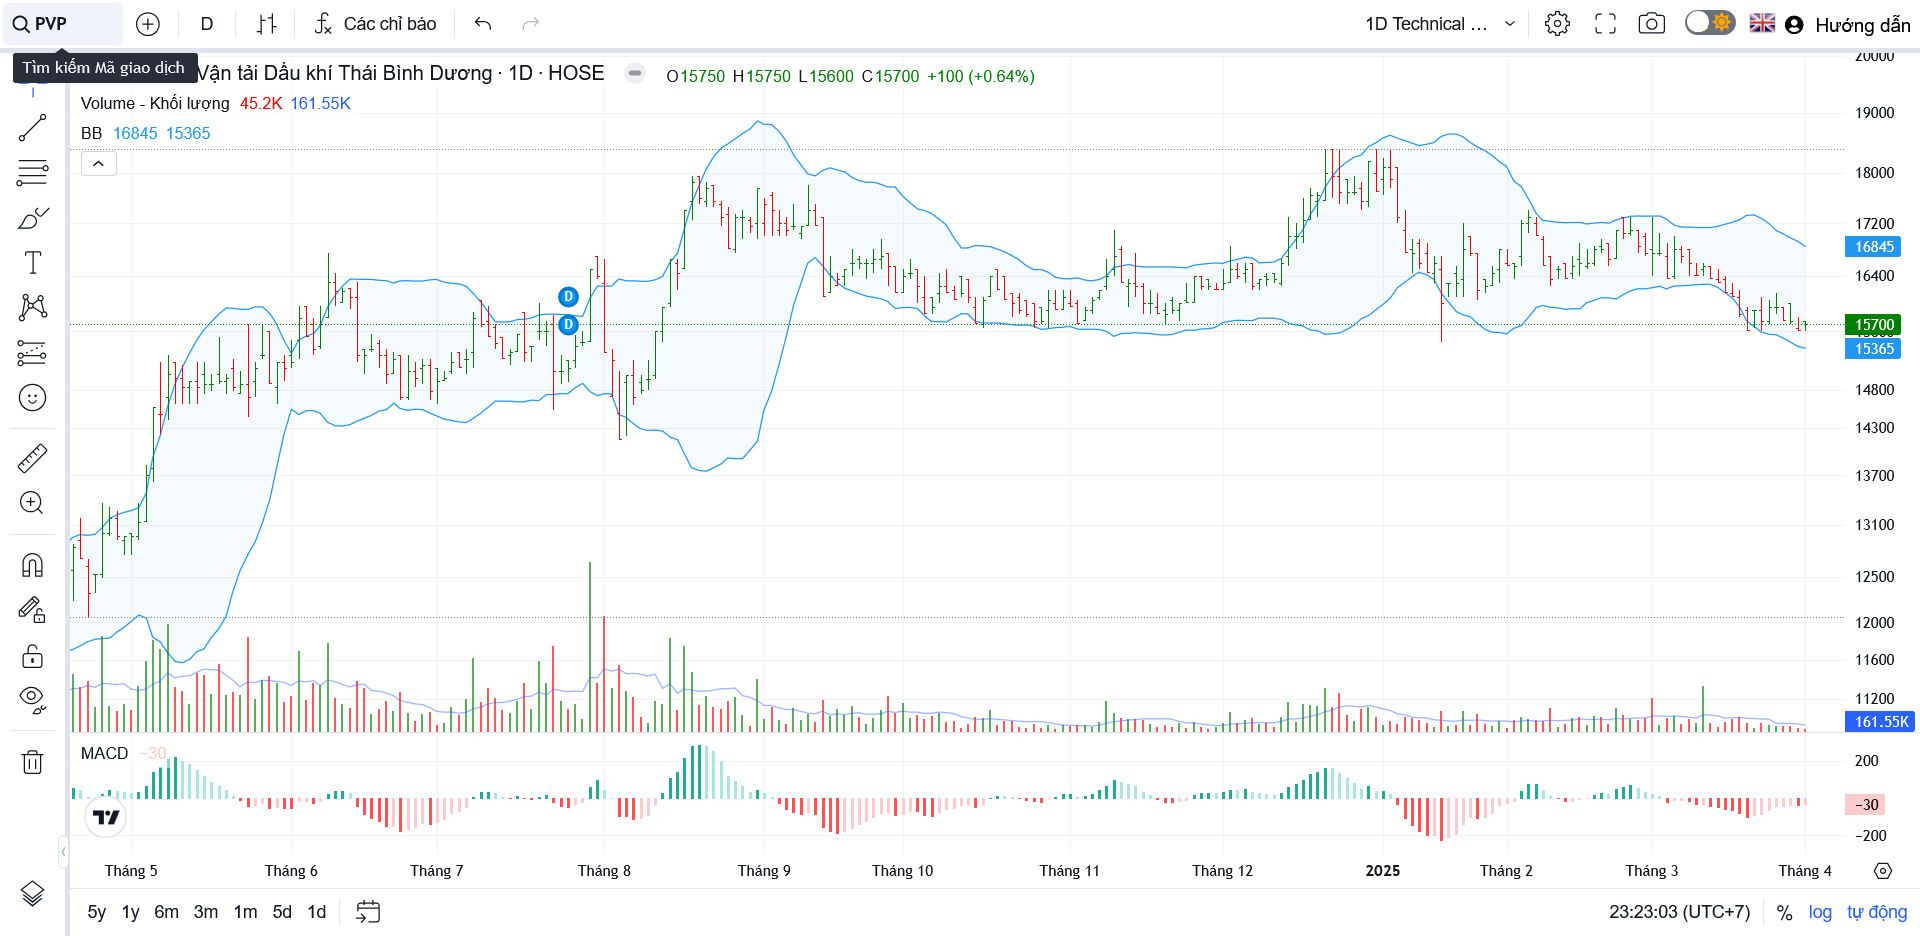 PVP
D
Các chỉ báo
1D Technical ...
Hướng dẫn
Tìm kiếm Mã giao dịch
Vận tải Dầu khí Thái Bình Dương · 1D · HOSE
O15750 H15750 L15600 C15700 +100 (+0.64%)
Volume - Khối lượng 45.2K 161.55K
BB 16845 15365
D
D
20000
19000
18000
17200
16845
16400
15700
15365
14800
14300
13700
13100
12500
12000
11600
11200
161.55K
MACD −30
200
−30
−200
Tháng 5
Tháng 6
Tháng 7
Tháng 8
Tháng 9
Tháng 10
Tháng 11
Tháng 12
2025
Tháng 2
Tháng 3
Tháng 4
5y 1y 6m 3m 1m 5d 1d
23:23:03 (UTC+7)
% log tự động